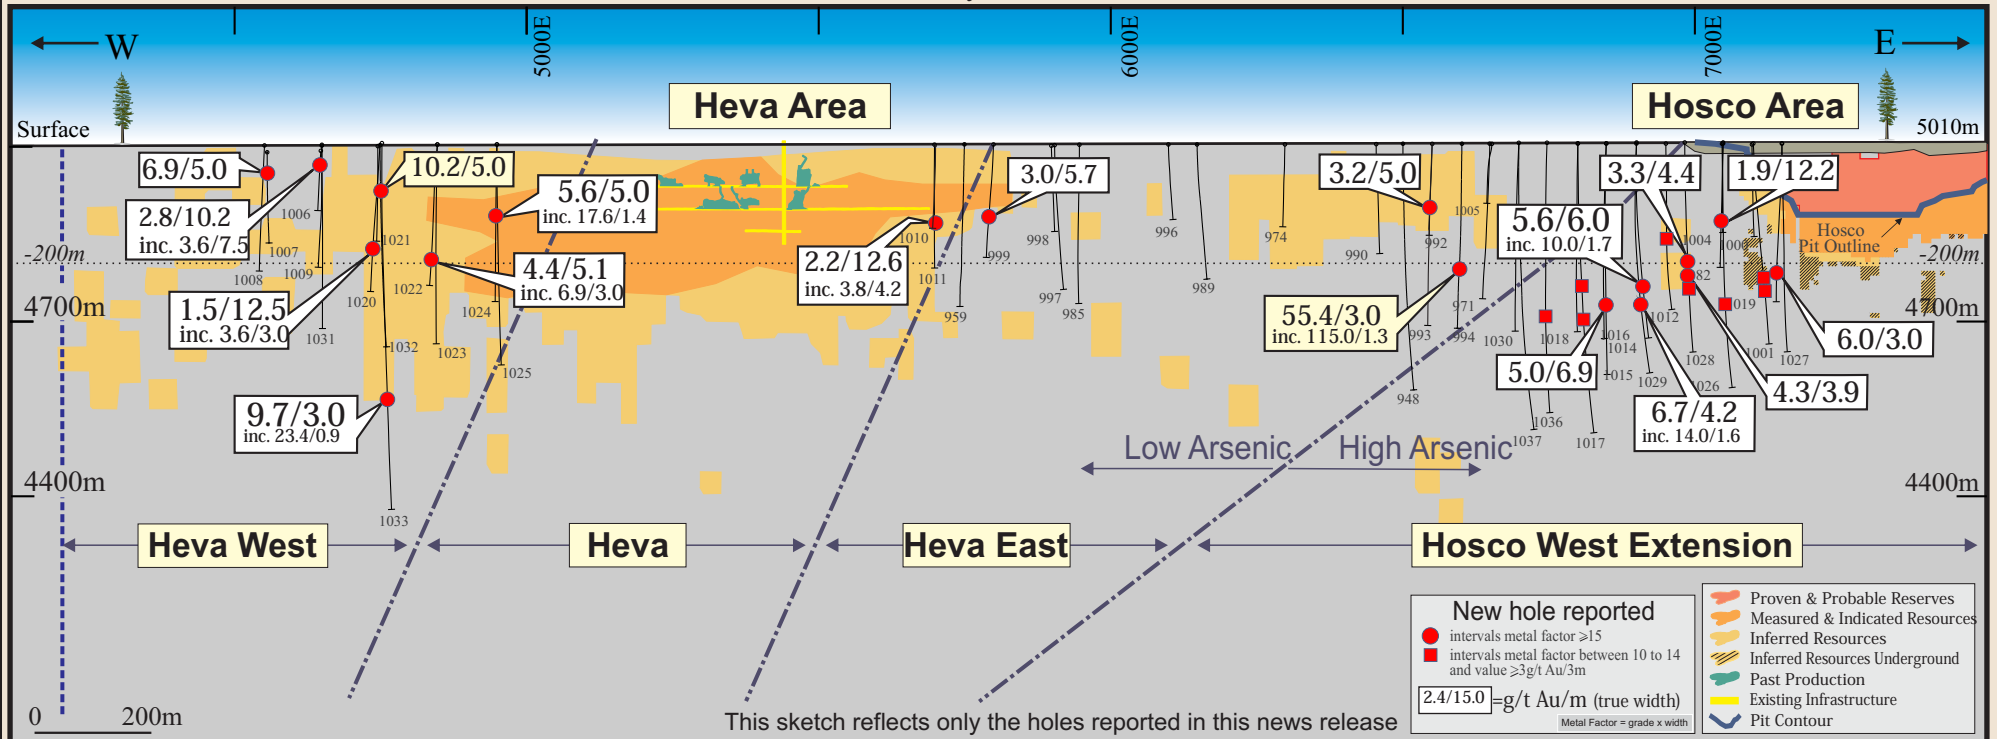 5000E
6000E
7000E
W
E
Heva Area
Hosco Area
Surface
5010m
6.9/5.0
10.2/5.0
5.6/5.0
inc. 17.6/1.4
3.0/5.7
3.2/5.0
3.3/4.4
1.9/12.2
2.8/10.2
inc. 3.6/7.5
1006
1007
1008
1009
1021
1010
1011
999
998
996
974
990
992
1005
5.6/6.0
inc. 10.0/1.7
1004
1000
Hosco
Pit Outline
-200m
-200m
4.4/5.1
inc. 6.9/3.0
2.2/12.6
inc. 3.8/4.2
1.5/12.5
inc. 3.6/3.0
1020
1022
1024
959
997
985
989
55.4/3.0
inc. 115.0/1.3
971
993
994
1030
1018
1016
1014
1015
1012
82
1019
4700m
4700m
1031
1032
1023
1025
948
1036
1037
1017
5.0/6.9
1029
1028
026
1001
1027
6.0/3.0
4.3/3.9
6.7/4.2
inc. 14.0/1.6
9.7/3.0
inc. 23.4/0.9
Low Arsenic
High Arsenic
4400m
4400m
1033
Heva West
Heva
Heva East
Hosco West Extension
New hole reported
intervals metal factor ≥15
intervals metal factor between 10 to 14
and value ≥3g/t Au/3m
2.4/15.0 =g/t Au/m (true width)
Metal Factor = grade x width
Proven & Probable Reserves
Measured & Indicated Resources
Inferred Resources
Inferred Resources Underground
Past Production
Existing Infrastructure
Pit Contour
0 200m
This sketch reflects only the holes reported in this news release